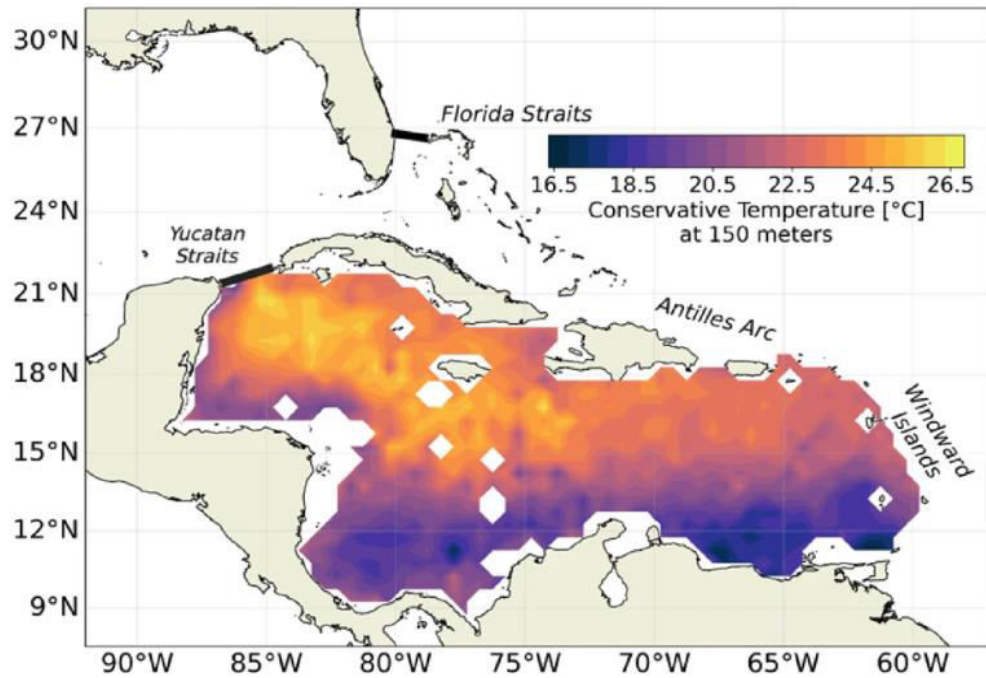 30°N
27°N
24°N
21°N
18°N
15°N
12°N
9°N
Florida Straits
16.5 18.5 20.5 22.5 24.5 26.5
Conservative Temperature [°C]
at 150 meters
Yucatan
Straits
Antilles Arc
Windward
Islands
90°W 85°W 80°W 75°W 70°W 65°W 60°W